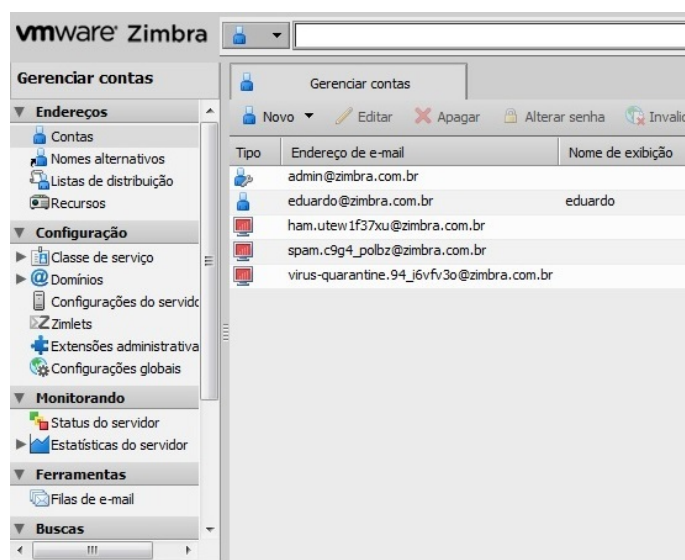 vmware Zimbra
Gerenciar contas
Endereços
Contas
Nomes alternativos
Listas de distribuição
Recursos
Configuração
Classe de serviço
Domínios
Configurações do servido
Zimlets
Extensões administrativa
Configurações globais
Monitorando
Status do servidor
Estatísticas do servidor
Ferramentas
Filas de e-mail
Buscas
Gerenciar contas
Novo Editar Apagar Alterar senha Invalid
Tipo Endereço de e-mail Nome de exibição
admin@zimbra.com.br
eduardo@zimbra.com.br eduardo
ham.utew1f37xu@zimbra.com.br
spam.c9g4_polbz@zimbra.com.br
virus-quarantine.94_i6vfv3o@zimbra.com.br